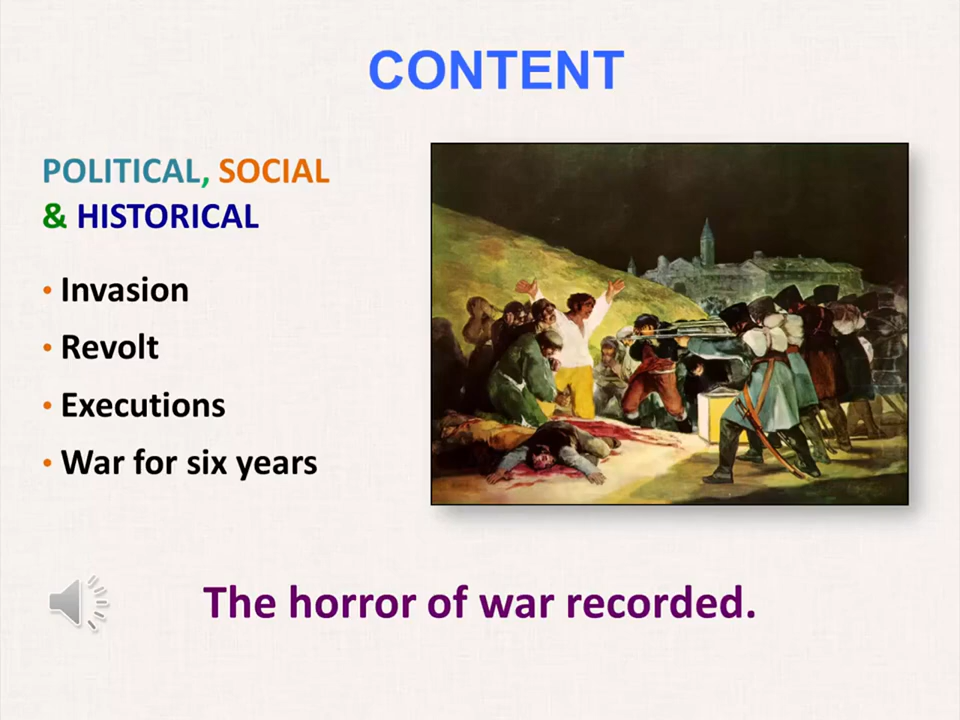 CONTENT
POLITICAL, SOCIAL
& HISTORICAL
• Invasion
• Revolt
• Executions
• War for six years
The horror of war recorded.